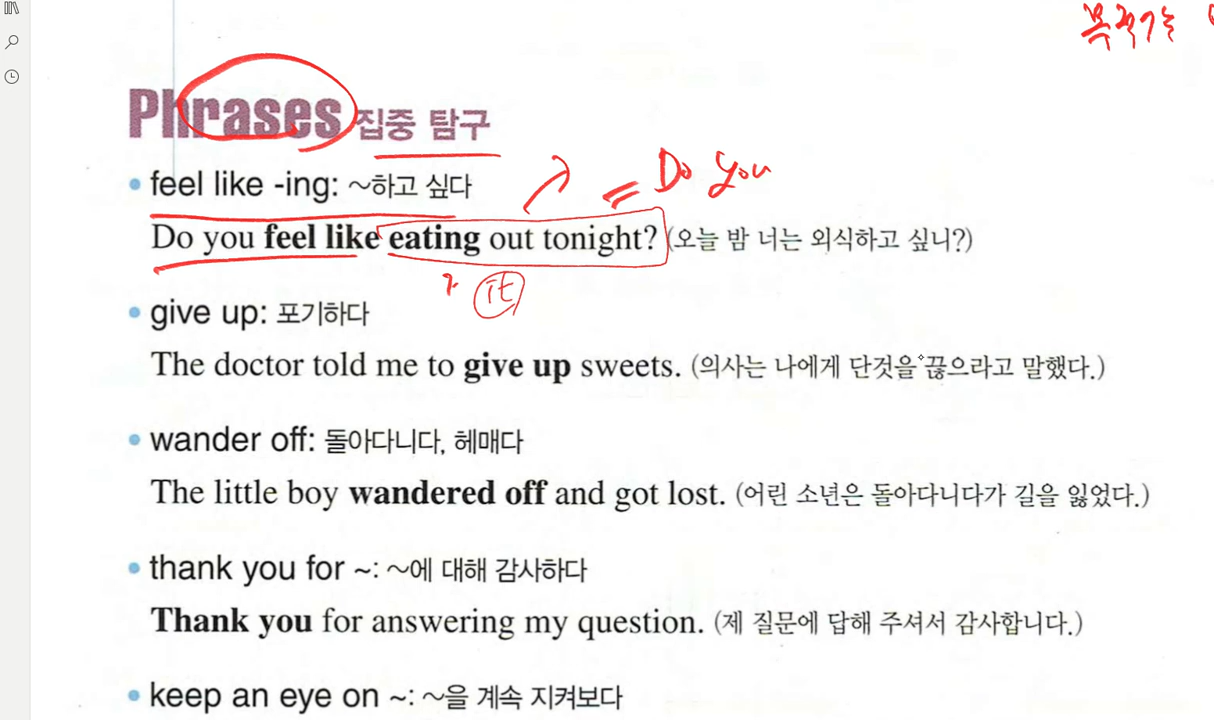 Phrases 집중 탐구
= Do you
• feel like -ing: ~하고 싶다
Do you feel like eating out tonight? (오늘 밤 너는 외식하고 싶니?)
it
• give up: 포기하다
The doctor told me to give up sweets. (의사는 나에게 단것을 끊으라고 말했다.)
• wander off: 돌아다니다, 헤매다
The little boy wandered off and got lost. (어린 소년은 돌아다니다가 길을 잃었다.)
• thank you for ~: ~에 대해 감사하다
Thank you for answering my question. (제 질문에 답해 주셔서 감사합니다.)
• keep an eye on ~: ~을 계속 지켜보다